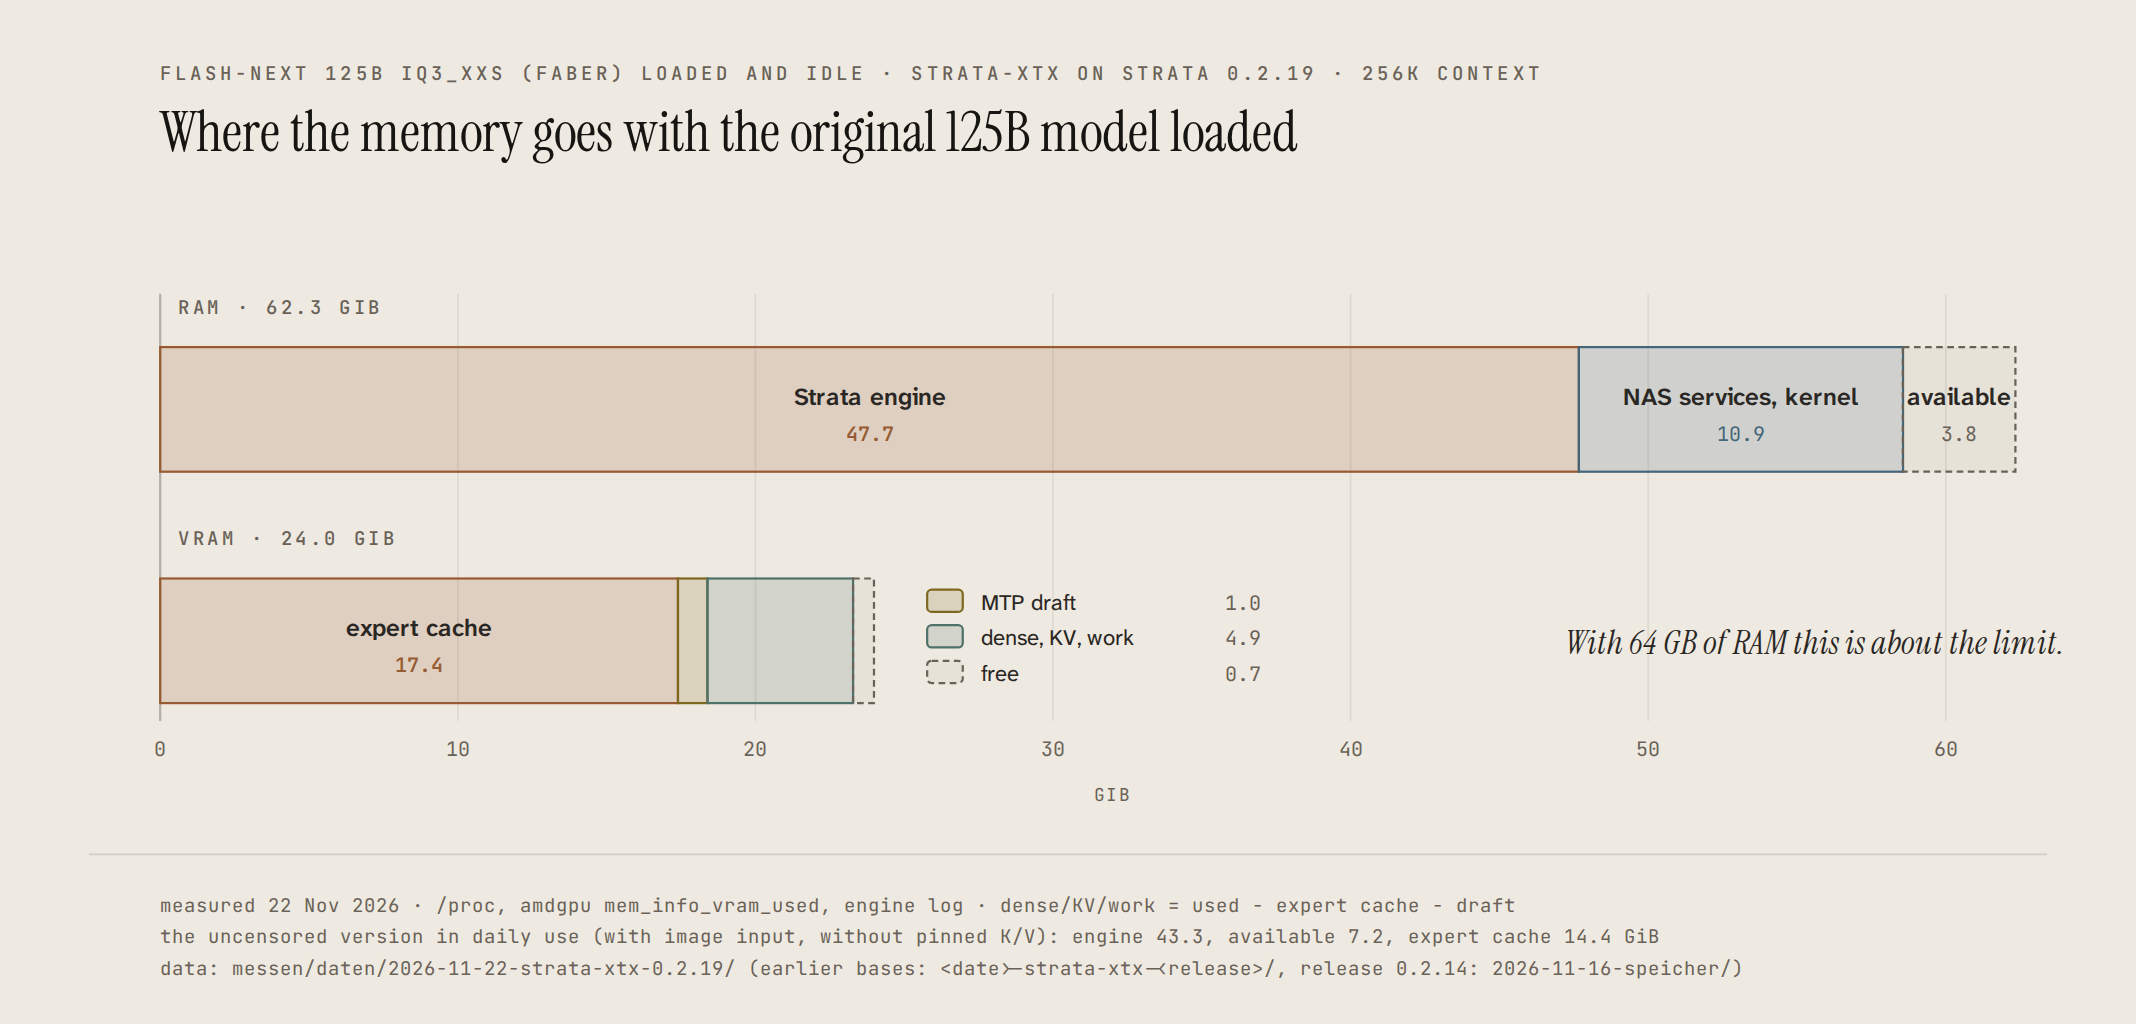 FLASH-NEXT 125B IQ3_XXS (FABER) LOADED AND IDLE · STRATA-XTX ON STRATA 0.2.19 · 256K CONTEXT
Where the memory goes with the original 125B model loaded
RAM · 62.3 GIB
Strata engine
47.7
NAS services, kernel
10.9
available
3.8
VRAM · 24.0 GIB
expert cache
17.4
MTP draft 1.0
dense, KV, work 4.9
free 0.7
With 64 GB of RAM this is about the limit.
0 10 20 30 40 50 60
GIB
measured 22 Nov 2026 · /proc, amdgpu mem_info_vram_used, engine log · dense/KV/work = used - expert cache - draft
the uncensored version in daily use (with image input, without pinned K/V): engine 43.3, available 7.2, expert cache 14.4 GiB
data: messen/daten/2026-11-22-strata-xtx-0.2.19/ (earlier bases: <date>-strata-xtx-<release>/, release 0.2.14: 2026-11-16-speicher/)